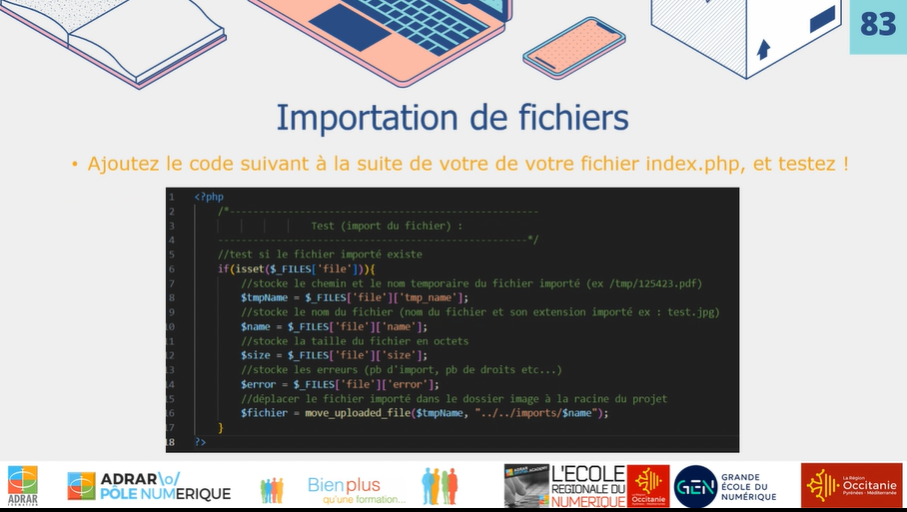 83
Importation de fichiers
• Ajoutez le code suivant à la suite de votre de votre fichier index.php, et testez !
1 <?php
2 /*-----------------------------------------------------
3 Test (import du fichier) :
4 -----------------------------------------------------*/
5 //test si le fichier importé existe
6 if(isset($_FILES['file'])){
7 //stocke le chemin et le nom temporaire du fichier importé (ex /tmp/125423.pdf)
8 $tmpName = $_FILES['file']['tmp_name'];
9 //stocke le nom du fichier (nom du fichier et son extension importé ex : test.jpg)
10 $name = $_FILES['file']['name'];
11 //stocke la taille du fichier en octets
12 $size = $_FILES['file']['size'];
13 //stocke les erreurs (pb d'import, pb de droits etc...)
14 $error = $_FILES['file']['error'];
15 //déplacer le fichier importé dans le dossier image à la racine du projet
16 $fichier = move_uploaded_file($tmpName, "../../imports/$name");
17 }
18 ?>
ADRAR
FORMATION
ADRAR\o/
PÔLE NUMERIQUE
Bienplus
qu'une formation...
L'ECOLE
REGIONALE DU
NUMERIQUE
Occitanie
GEN
GRANDE
ÉCOLE DU
NUMÉRIQUE
La Région
Occitanie
Pyrénées - Méditerranée